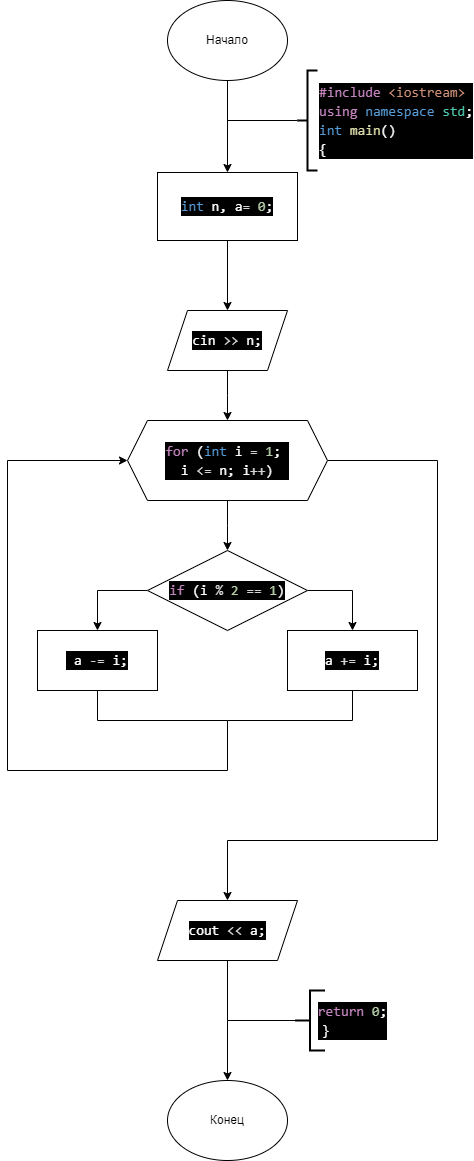 Начало
#include <iostream>
using namespace std;
int main()
{
int n, a= 0;
cin >> n;
for (int i = 1;
i <= n; i++)
if (i % 2 == 1)
a -= i;
a += i;
cout << a;
return 0;
}
Конец